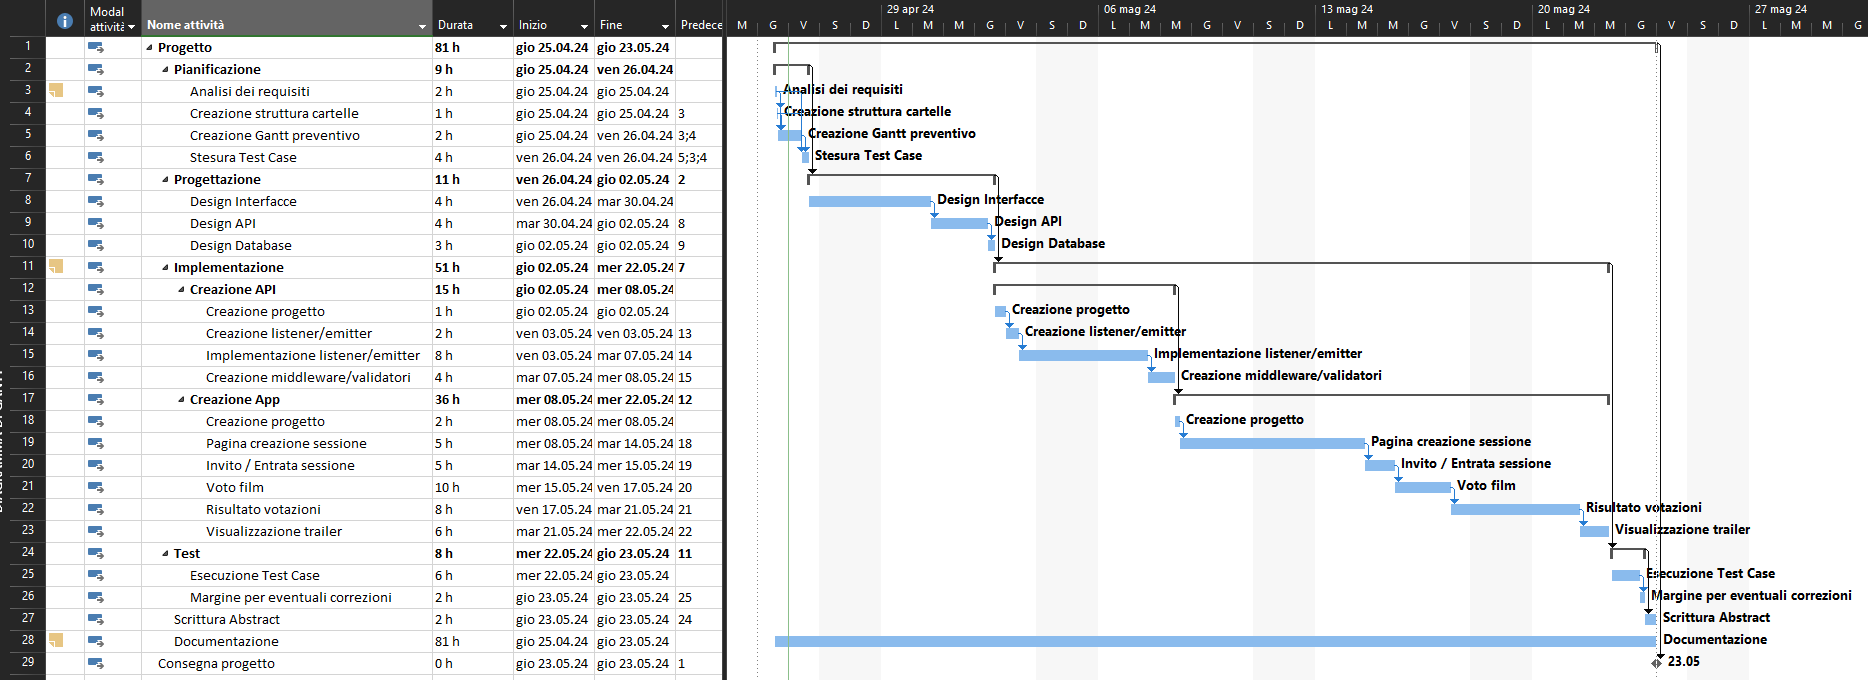 Modal attività Nome attività Durata Inizio Fine Predece
29 apr 24 06 mag 24 13 mag 24 20 mag 24 27 mag 24
M G V S D L M M G V S D L M M G V S D L M M G V S D L M M G V S D L M M G
1 Progetto 81 h gio 25.04.24 gio 23.05.24
2 Pianificazione 9 h gio 25.04.24 ven 26.04.24
3 Analisi dei requisiti 2 h gio 25.04.24 gio 25.04.24 Analisi dei requisiti
4 Creazione struttura cartelle 1 h gio 25.04.24 gio 25.04.24 3 Creazione struttura cartelle
5 Creazione Gantt preventivo 2 h gio 25.04.24 ven 26.04.24 3;4 Creazione Gantt preventivo
6 Stesura Test Case 4 h ven 26.04.24 ven 26.04.24 5;3;4 Stesura Test Case
7 Progettazione 11 h ven 26.04.24 gio 02.05.24 2
8 Design Interfacce 4 h ven 26.04.24 mar 30.04.24 Design Interfacce
9 Design API 4 h mar 30.04.24 gio 02.05.24 8 Design API
10 Design Database 3 h gio 02.05.24 gio 02.05.24 9 Design Database
11 Implementazione 51 h gio 02.05.24 mer 22.05.24 7
12 Creazione API 15 h gio 02.05.24 mer 08.05.24
13 Creazione progetto 1 h gio 02.05.24 gio 02.05.24 Creazione progetto
14 Creazione listener/emitter 2 h ven 03.05.24 ven 03.05.24 13 Creazione listener/emitter
15 Implementazione listener/emitter 8 h ven 03.05.24 mar 07.05.24 14 Implementazione listener/emitter
16 Creazione middleware/validatori 4 h mar 07.05.24 mer 08.05.24 15 Creazione middleware/validatori
17 Creazione App 36 h mer 08.05.24 mer 22.05.24 12
18 Creazione progetto 2 h mer 08.05.24 mer 08.05.24 Creazione progetto
19 Pagina creazione sessione 5 h mer 08.05.24 mar 14.05.24 18 Pagina creazione sessione
20 Invito / Entrata sessione 5 h mar 14.05.24 mer 15.05.24 19 Invito / Entrata sessione
21 Voto film 10 h mer 15.05.24 ven 17.05.24 20 Voto film
22 Risultato votazioni 8 h ven 17.05.24 mar 21.05.24 21 Risultato votazioni
23 Visualizzazione trailer 6 h mar 21.05.24 mer 22.05.24 22 Visualizzazione trailer
24 Test 8 h mer 22.05.24 gio 23.05.24 11
25 Esecuzione Test Case 6 h mer 22.05.24 gio 23.05.24 Esecuzione Test Case
26 Margine per eventuali correzioni 2 h gio 23.05.24 gio 23.05.24 25 Margine per eventuali correzioni
27 Scrittura Abstract 2 h gio 23.05.24 gio 23.05.24 24 Scrittura Abstract
28 Documentazione 81 h gio 25.04.24 gio 23.05.24 Documentazione
29 Consegna progetto 0 h gio 23.05.24 gio 23.05.24 1 23.05